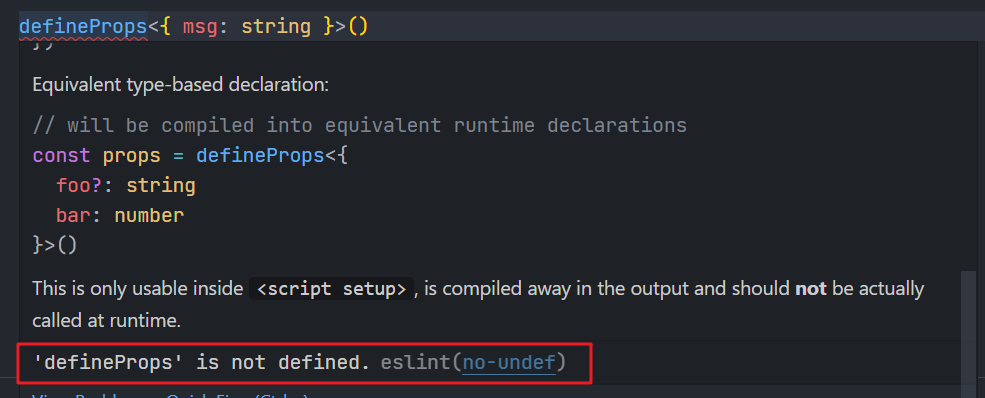 defineProps<{ msg: string }>()
})
Equivalent type-based declaration:
// will be compiled into equivalent runtime declarations
const props = defineProps<{
foo?: string
bar: number
}>()
This is only usable inside <script setup>, is compiled away in the output and should not be actually
called at runtime.
'defineProps' is not defined. eslint(no-undef)